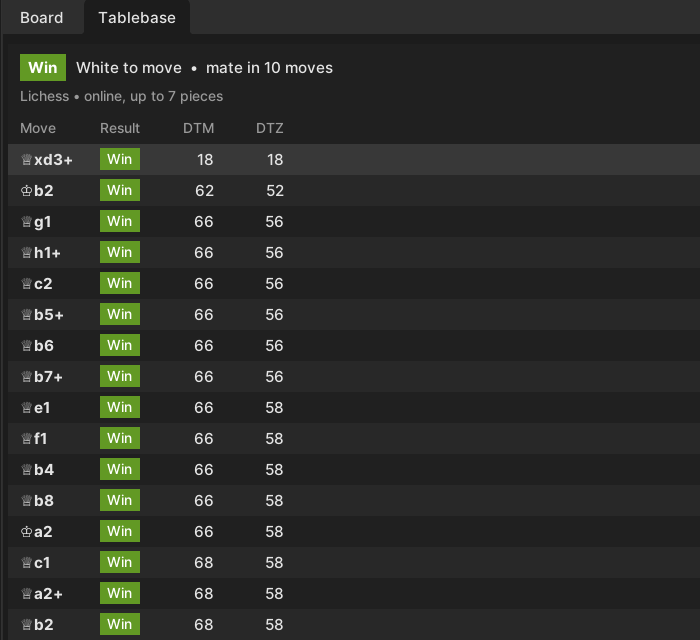 Board Tablebase
Win White to move • mate in 10 moves
Lichess • online, up to 7 pieces
Move Result DTM DTZ
♕xd3+ Win 18 18
♔b2 Win 62 52
♕g1 Win 66 56
♕h1+ Win 66 56
♕c2 Win 66 56
♕b5+ Win 66 56
♕b6 Win 66 56
♕b7+ Win 66 56
♕e1 Win 66 58
♕f1 Win 66 58
♕b4 Win 66 58
♕b8 Win 66 58
♔a2 Win 66 58
♕c1 Win 68 58
♕a2+ Win 68 58
♕b2 Win 68 58